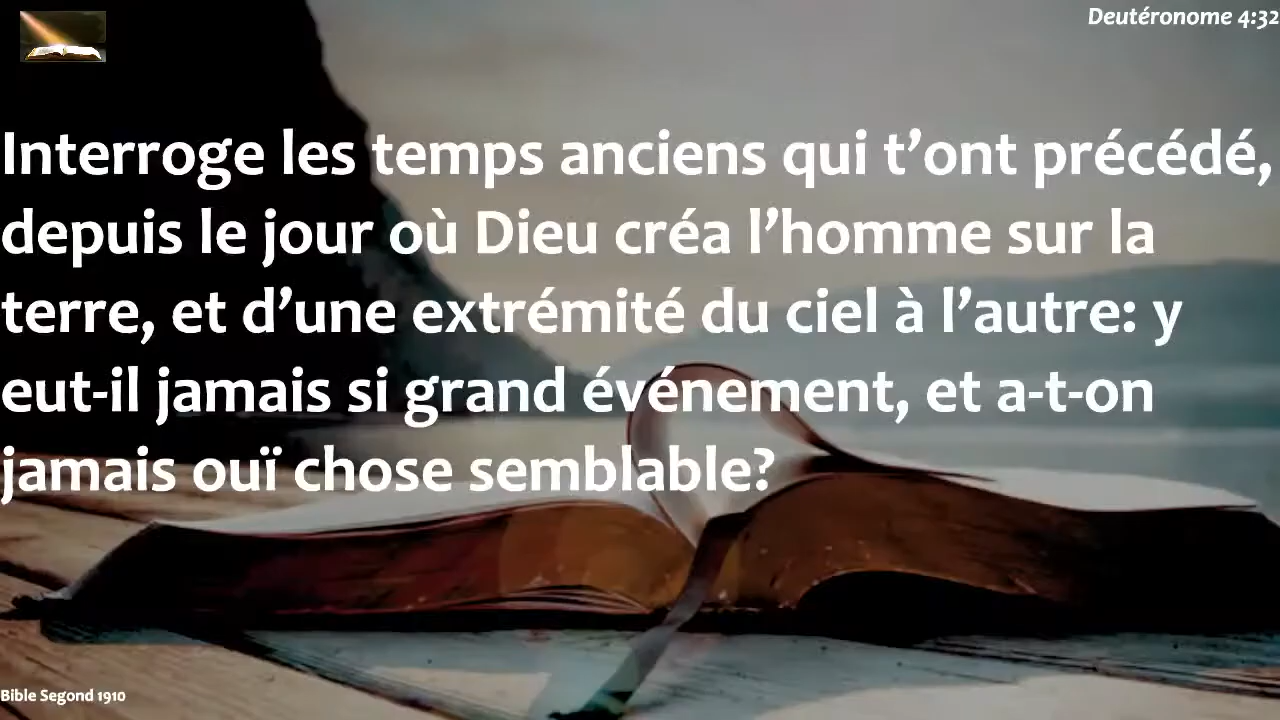 Deutéronome 4:32
Interroge les temps anciens qui t’ont précédé,
depuis le jour où Dieu créa l’homme sur la
terre, et d’une extrémité du ciel à l’autre: y
eut-il jamais si grand événement, et a-t-on
jamais ouï chose semblable?
Bible Segond 1910